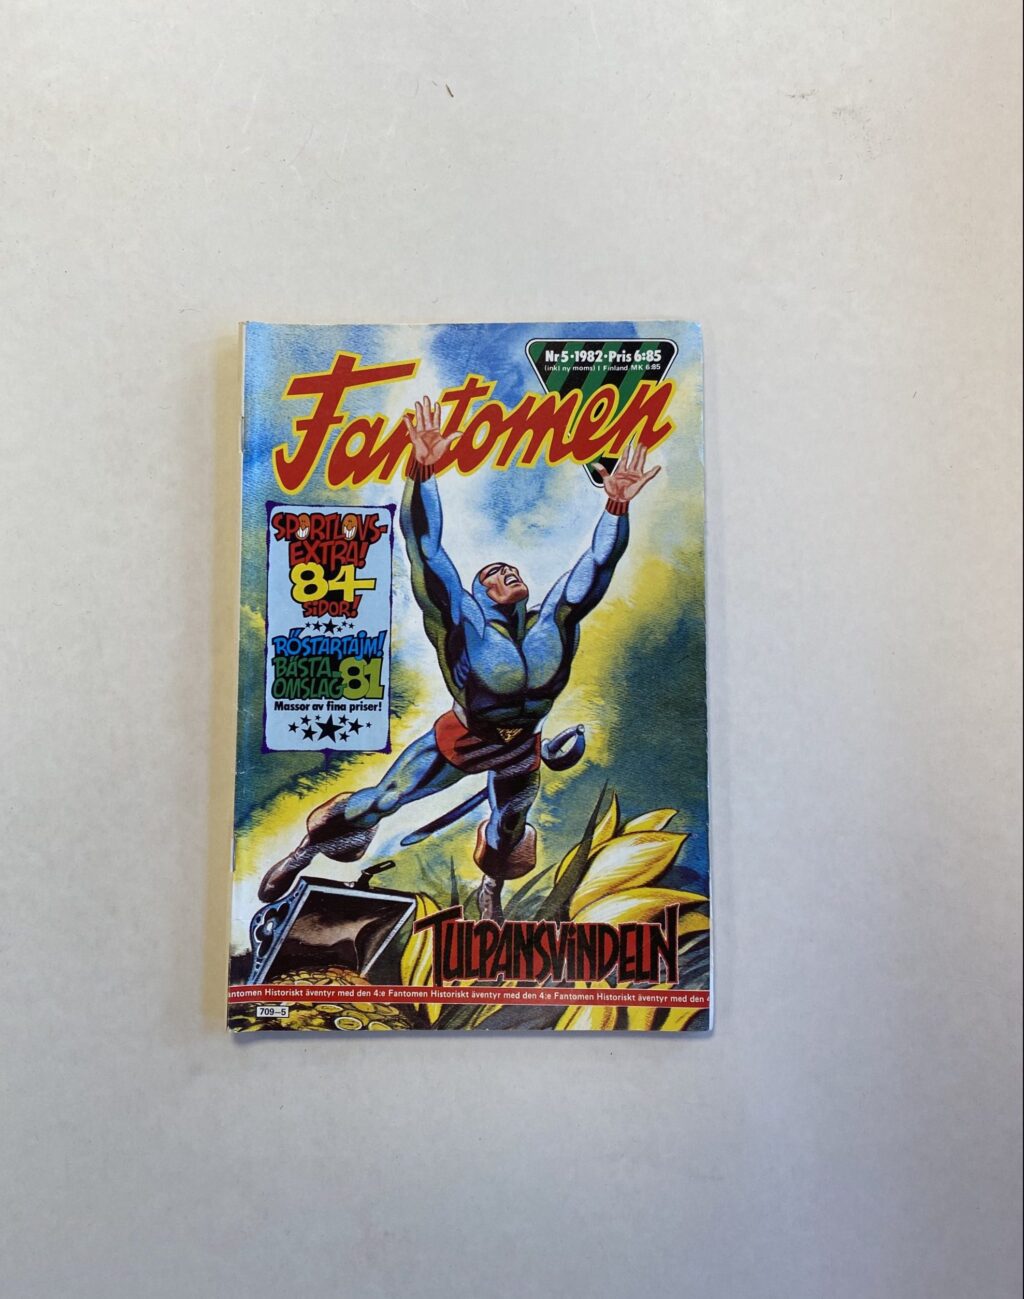 Nr 5·1982·Pris 6:85
(inkl ny moms) I Finland MK 6:85
Fantomen
SPORTLOVS-
EXTRA!
84
SIDOR!
RÖSTARTAJM!
BÄSTA
OMSLAG 81
Massor av fina priser!
TULPANSVINDELN
antomen Historiskt äventyr med den 4:e Fantomen Historiskt äventyr med den 4:e Fantomen Historiskt äventyr med den 4
709–5